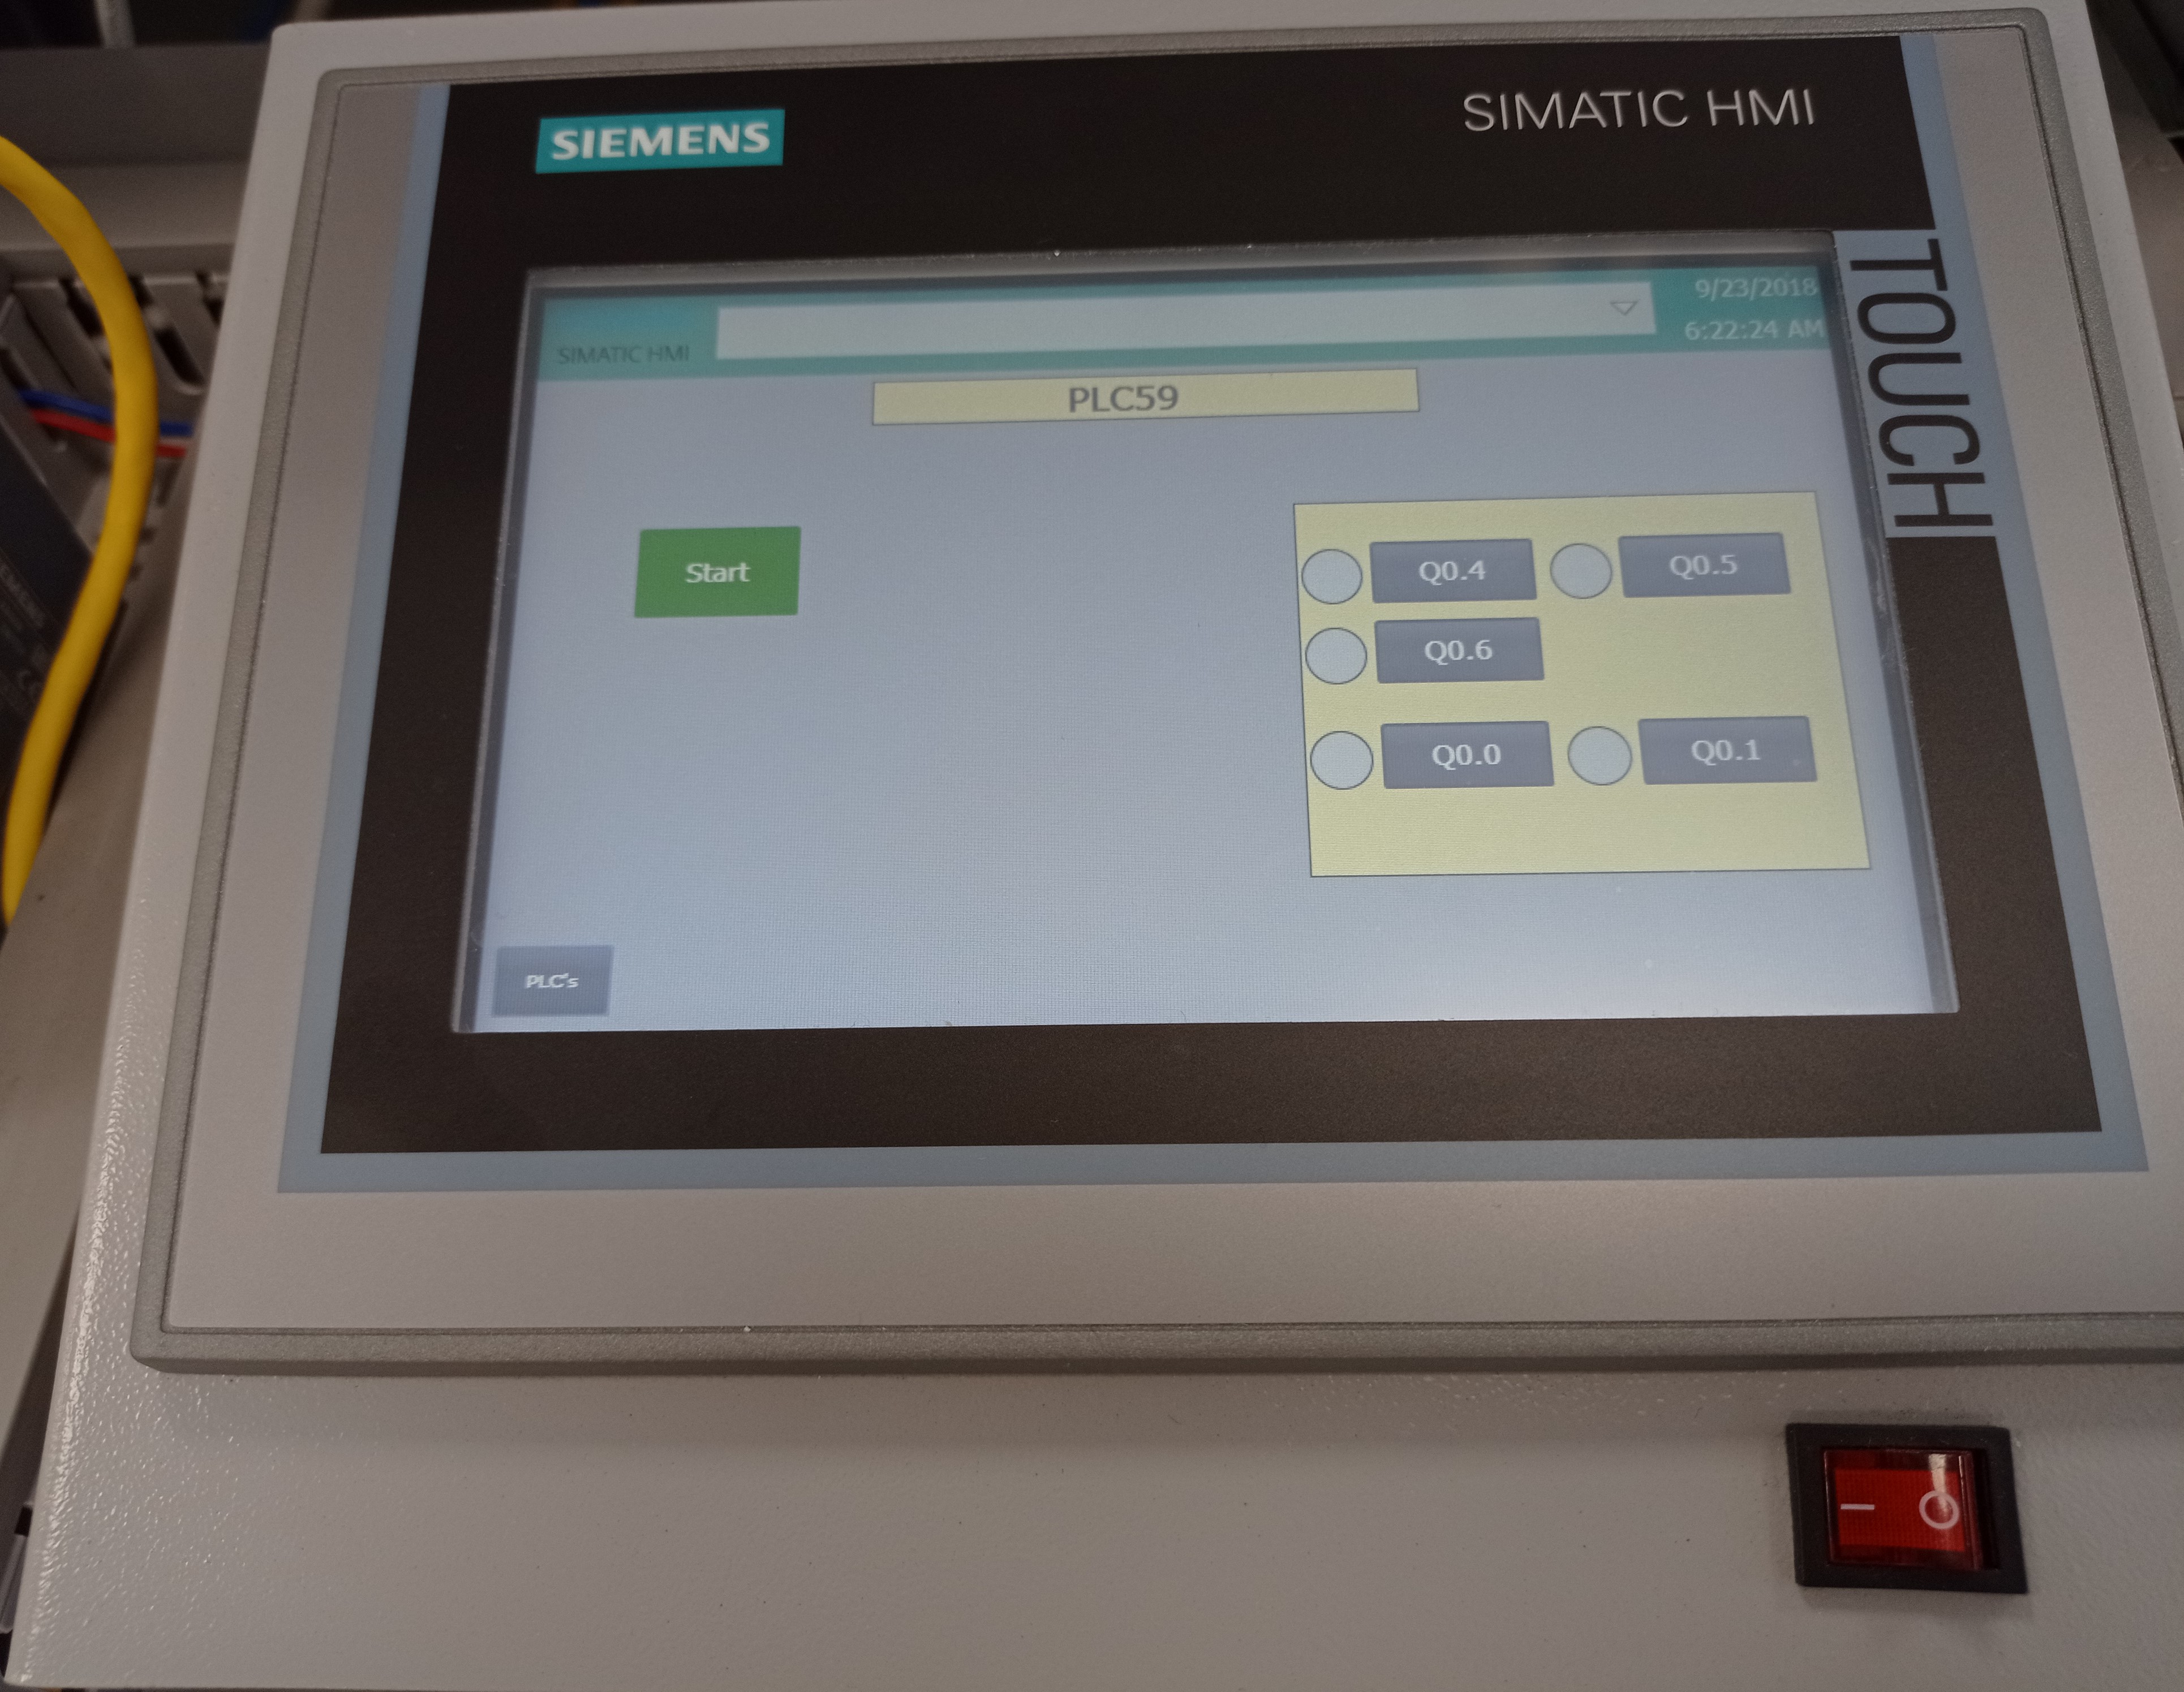 SIEMENS
SIMATIC HMI
TOUCH
SIMATIC HMI
9/23/2018
6:22:24 AM
PLC59
Start
Q0.4 Q0.5
Q0.6
Q0.0 Q0.1
PLC's
I O